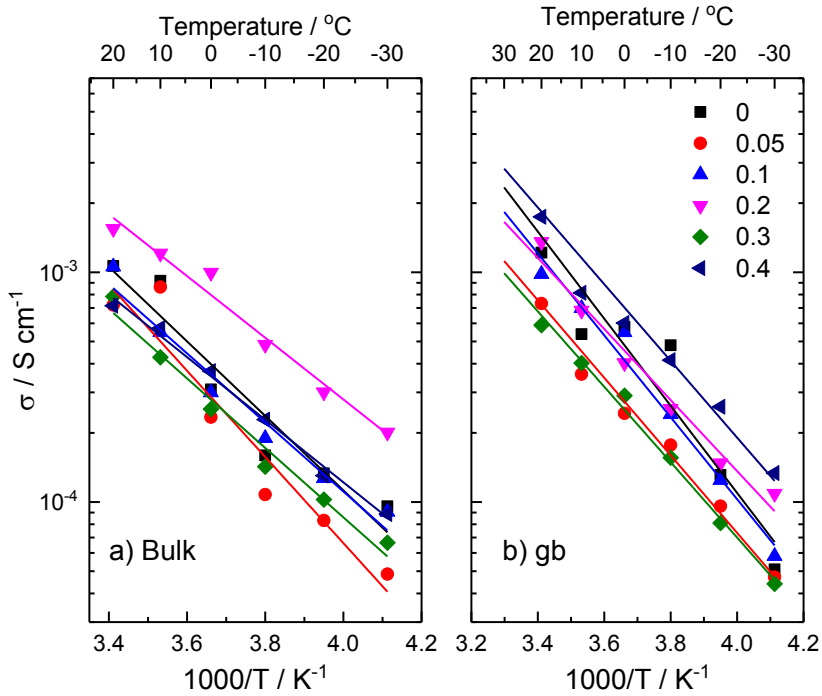 Temperature / °C
20 10 0 -10 -20 -30
10⁻³
10⁻⁴
σ / S cm⁻¹
a) Bulk
3.4 3.6 3.8 4.0 4.2
1000/T / K⁻¹
Temperature / °C
30 20 10 0 -10 -20 -30
0
0.05
0.1
0.2
0.3
0.4
b) gb
3.2 3.4 3.6 3.8 4.0 4.2
1000/T / K⁻¹